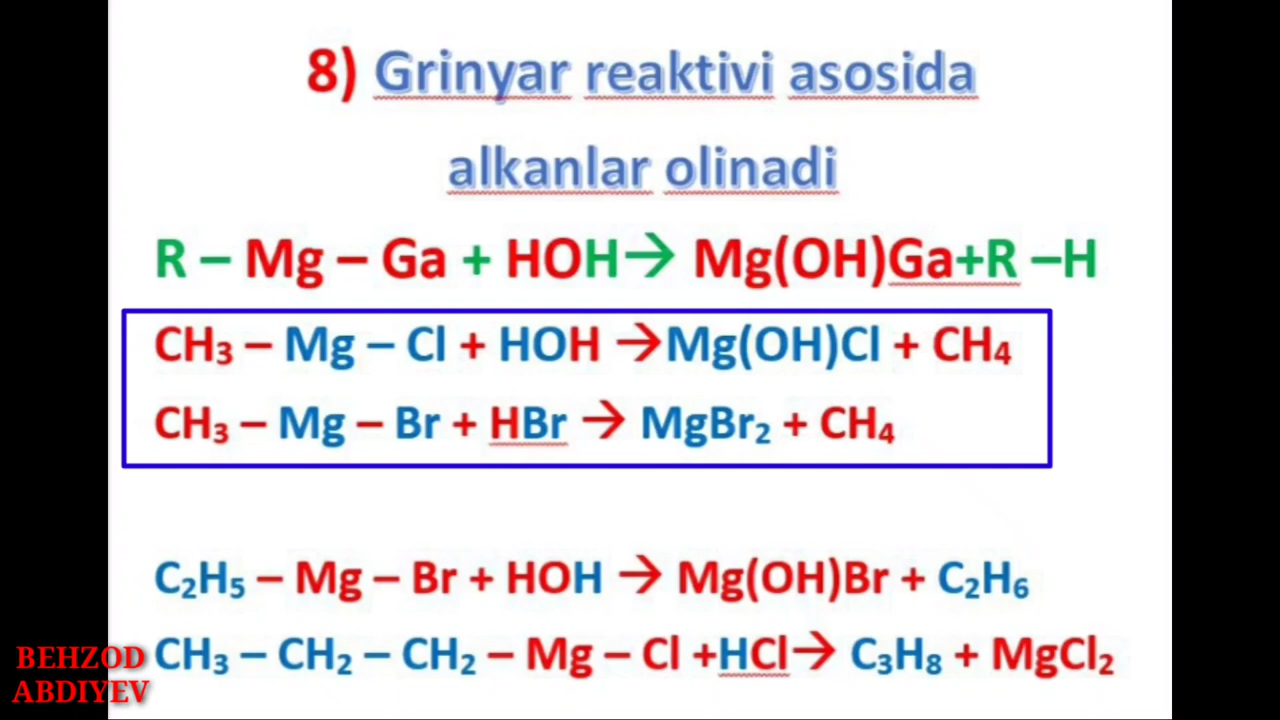 8) Grinyar reaktivi asosida
alkanlar olinadi
R – Mg – Ga + HOH→ Mg(OH)Ga+R –H
CH₃ – Mg – Cl + HOH →Mg(OH)Cl + CH₄
CH₃ – Mg – Br + HBr → MgBr₂ + CH₄
C₂H₅ – Mg – Br + HOH → Mg(OH)Br + C₂H₆
CH₃ – CH₂ – CH₂ – Mg – Cl +HCl→ C₃H₈ + MgCl₂
BEHZOD
ABDIYEV